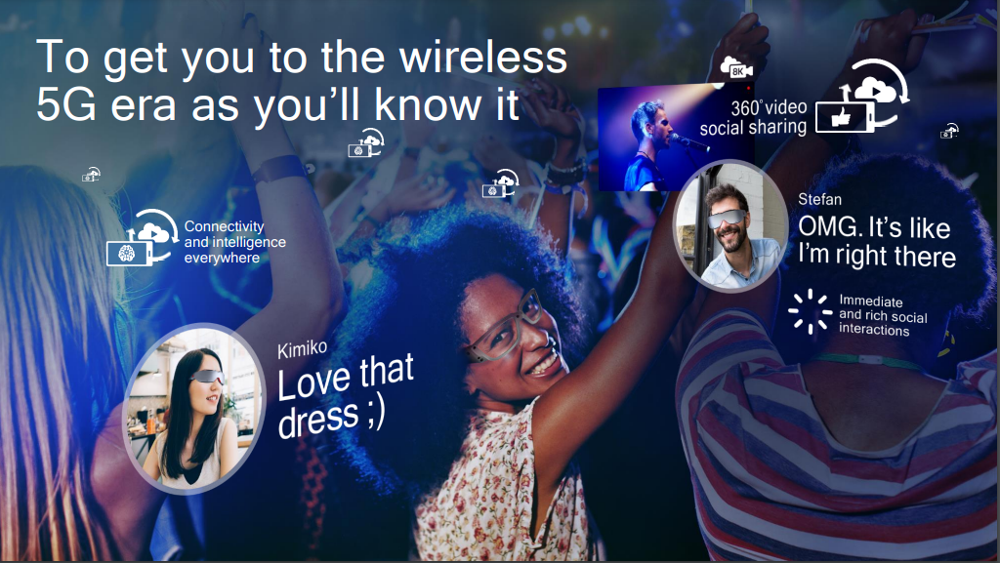 To get you to the wireless
5G era as you’ll know it
8K
360° video
social sharing
Stefan
OMG. It’s like
I’m right there
Connectivity
and intelligence
everywhere
Immediate
and rich social
interactions
Kimiko
Love that
dress ;)